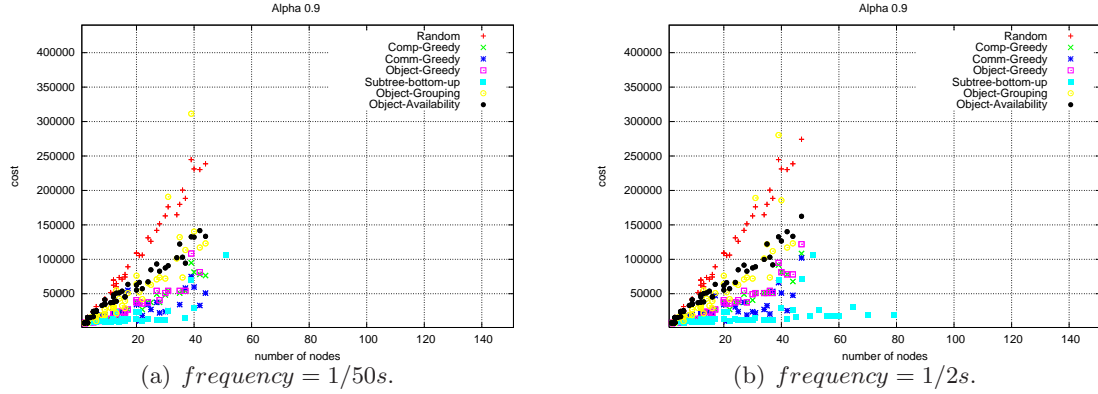 Alpha 0.9
400000
350000
300000
250000
200000
150000
100000
50000
cost
20 40 60 80 100 120 140
number of nodes
Random
Comp-Greedy
Comm-Greedy
Object-Greedy
Subtree-bottom-up
Object-Grouping
Object-Availability
(a) frequency = 1/50s.
Alpha 0.9
400000
350000
300000
250000
200000
150000
100000
50000
cost
20 40 60 80 100 120 140
number of nodes
Random
Comp-Greedy
Comm-Greedy
Object-Greedy
Subtree-bottom-up
Object-Grouping
Object-Availability
(b) frequency = 1/2s.